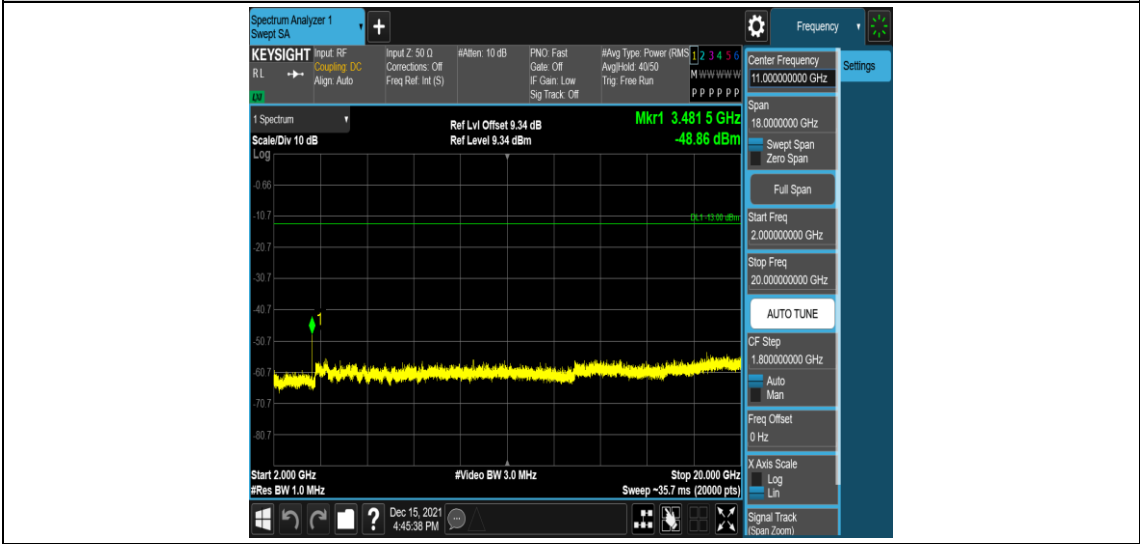 Spectrum Analyzer 1
Swept SA
+
Frequency
KEYSIGHT
RL
Input: RF
Coupling: DC
Align: Auto
Input Z: 50 Ω
Corrections: Off
Freq Ref: Int (S)
#Atten: 10 dB
PNO: Fast
Gate: Off
IF Gain: Low
Sig Track: Off
#Avg Type: Power (RMS
Avg|Hold: 40/50
Trig: Free Run
1 2 3 4 5 6
M W W W W W
P P P P P P
1 Spectrum
Scale/Div 10 dB
Log
Ref Lvl Offset 9.34 dB
Ref Level 9.34 dBm
Mkr1 3.481 5 GHz
-48.86 dBm
-0.66
-10.7
DL1 -13.00 dBm
-20.7
-30.7
-40.7
1
-50.7
-60.7
-70.7
-80.7
Start 2.000 GHz
#Res BW 1.0 MHz
#Video BW 3.0 MHz
Stop 20.000 GHz
Sweep ~35.7 ms (20000 pts)
?
Dec 15, 2021
4:45:38 PM
Center Frequency
11.000000000 GHz
Settings
Span
18.0000000 GHz
Swept Span
Zero Span
Full Span
Start Freq
2.000000000 GHz
Stop Freq
20.000000000 GHz
AUTO TUNE
CF Step
1.800000000 GHz
Auto
Man
Freq Offset
0 Hz
X Axis Scale
Log
Lin
Signal Track
(Span Zoom)